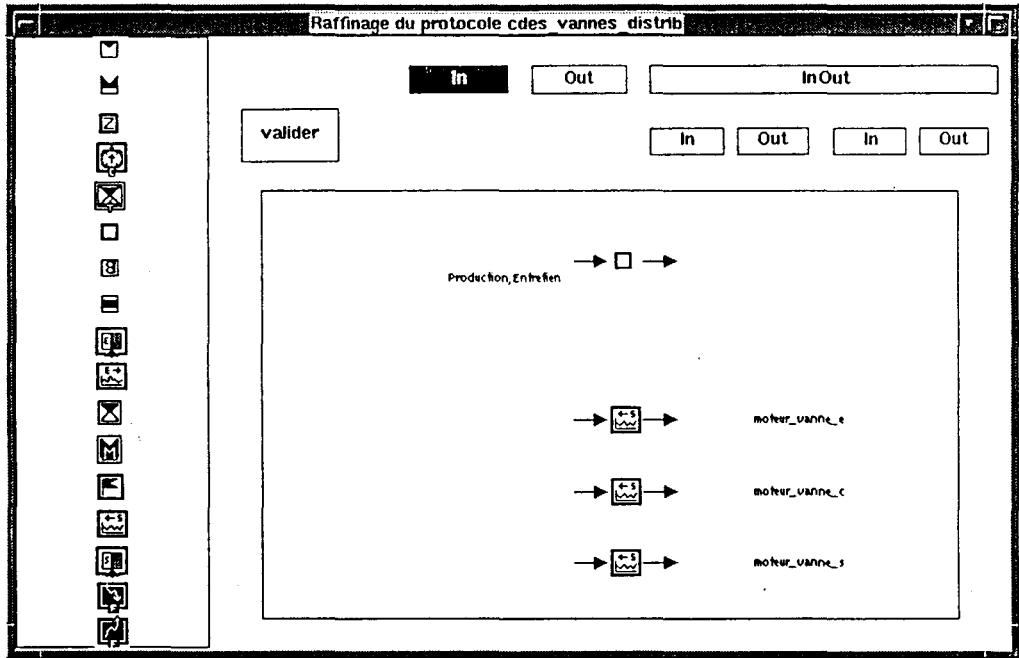 Raffinage du protocole cdes_vannes_distrib
In Out InOut
valider
In Out In Out
Production,Entretien
moteur_vanne_e
moteur_vanne_c
moteur_vanne_s